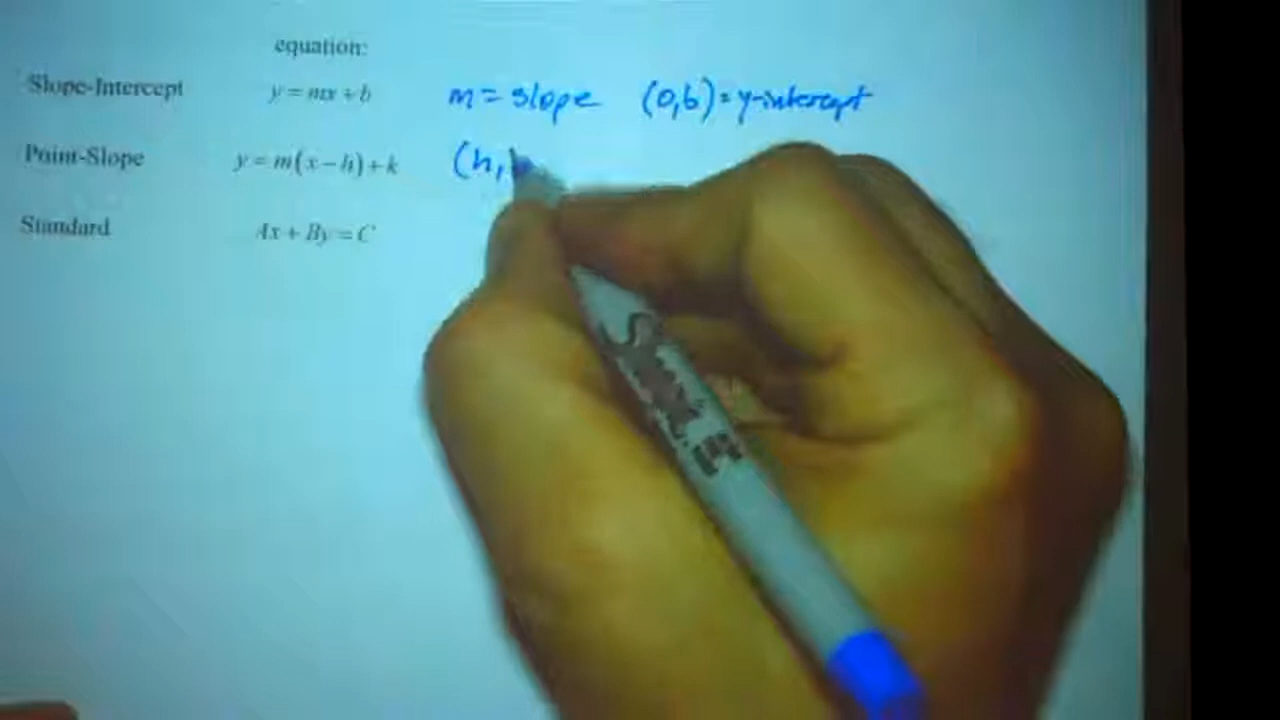 equation:
Slope-Intercept y = mx + b m = slope (0,b) = y-intercept
Point-Slope y = m(x − h) + k (h,
Standard Ax + By = C